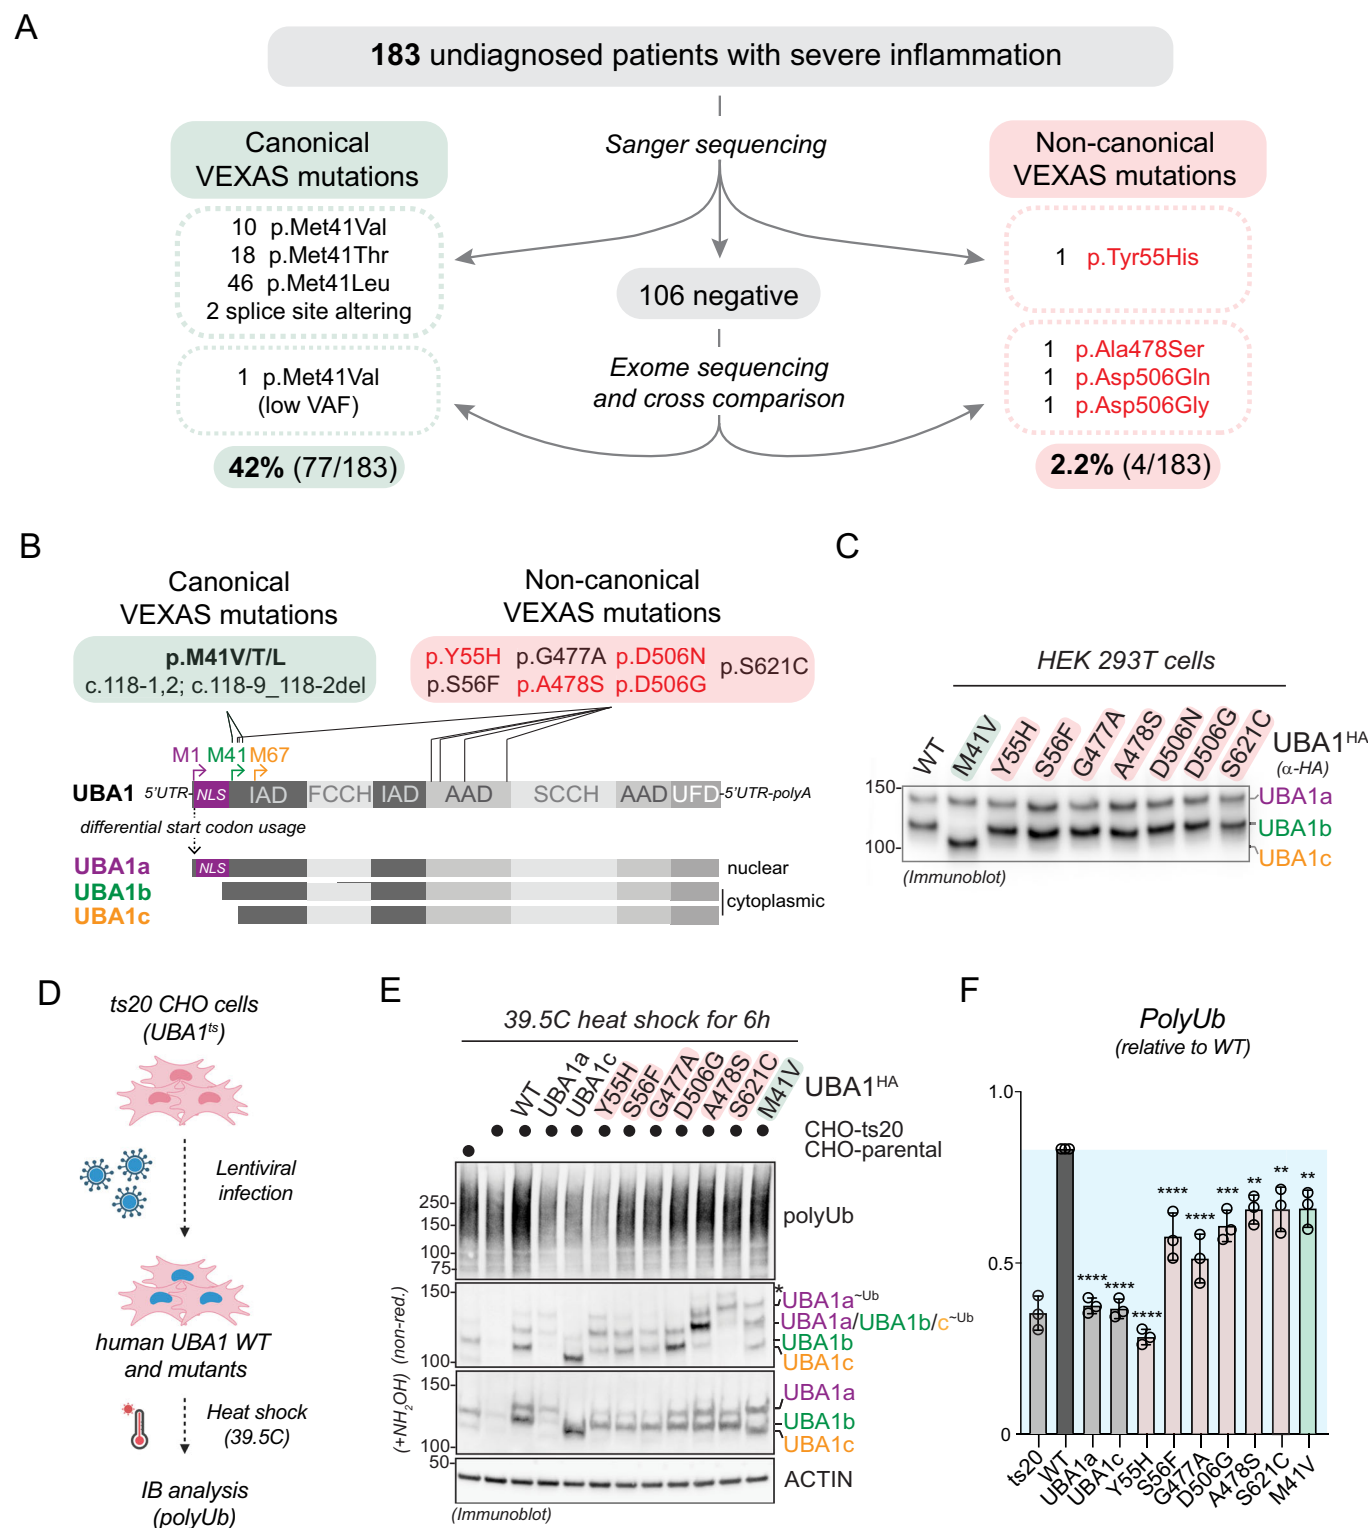 A
183 undiagnosed patients with severe inflammation
Canonical
VEXAS mutations
10 p.Met41Val
18 p.Met41Thr
46 p.Met41Leu
2 splice site altering
1 p.Met41Val
(low VAF)
42% (77/183)
Sanger sequencing
106 negative
Exome sequencing
and cross comparison
Non-canonical
VEXAS mutations
1 p.Tyr55His
1 p.Ala478Ser
1 p.Asp506Gln
1 p.Asp506Gly
2.2% (4/183)
B
Canonical
VEXAS mutations
p.M41V/T/L
c.118-1,2; c.118-9_118-2del
Non-canonical
VEXAS mutations
p.Y55H p.G477A p.D506N
p.S621C
p.S56F p.A478S p.D506G
M1 M41 M67
UBA1 5'UTR- NLS IAD FCCH IAD AAD SCCH AAD UFD -5'UTR-polyA
differential start codon usage
UBA1a NLS nuclear
UBA1b
UBA1c
cytoplasmic
C
HEK 293T cells
WT M41V Y55H S56F G477A A478S D506N D506G S621C
UBA1HA
(α-HA)
150-
100-
UBA1a
UBA1b
UBA1c
(Immunoblot)
D
ts20 CHO cells
(UBA1ts)
Lentiviral
infection
human UBA1 WT
and mutants
Heat shock
(39.5C)
IB analysis
(polyUb)
E
39.5C heat shock for 6h
WT UBA1a UBA1c Y55H S56F G477A D506G A478S S621C M41V
UBA1HA
CHO-ts20
CHO-parental
250-
150-
100-
75-
polyUb
(non-red.)
150-
100-
*
UBA1a~Ub
UBA1a/UBA1b/c~Ub
UBA1b
UBA1c
(+NH2OH)
150-
100-
UBA1a
UBA1b
UBA1c
50-
ACTIN
(Immunoblot)
F
PolyUb
(relative to WT)
1.0
0.5
0
**** **** **** **** **** *** ** ** **
ts20 WT UBA1a UBA1c Y55H S56F G477A D506G A478S S621C M41V